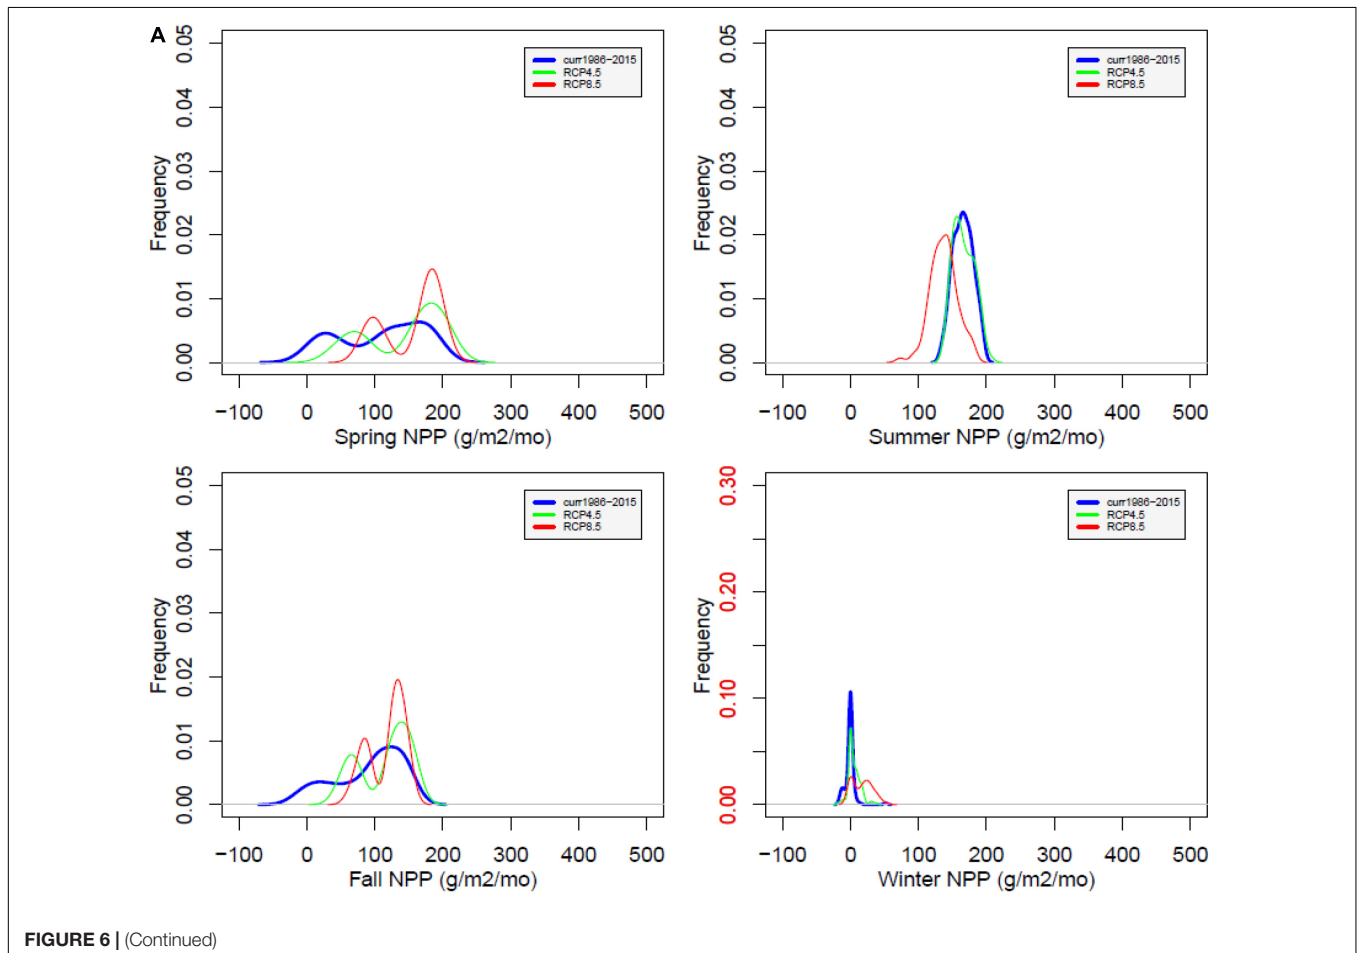 A
0.05
0.04
0.03
0.02
0.01
0.00
Frequency
curr1986−2015
RCP4.5
RCP8.5
−100 0 100 200 300 400 500
Spring NPP (g/m2/mo)
0.05
0.04
0.03
0.02
0.01
0.00
Frequency
curr1986−2015
RCP4.5
RCP8.5
−100 0 100 200 300 400 500
Summer NPP (g/m2/mo)
0.05
0.04
0.03
0.02
0.01
0.00
Frequency
curr1986−2015
RCP4.5
RCP8.5
−100 0 100 200 300 400 500
Fall NPP (g/m2/mo)
0.30
0.20
0.10
0.00
Frequency
curr1986−2015
RCP4.5
RCP8.5
−100 0 100 200 300 400 500
Winter NPP (g/m2/mo)
FIGURE 6 | (Continued)